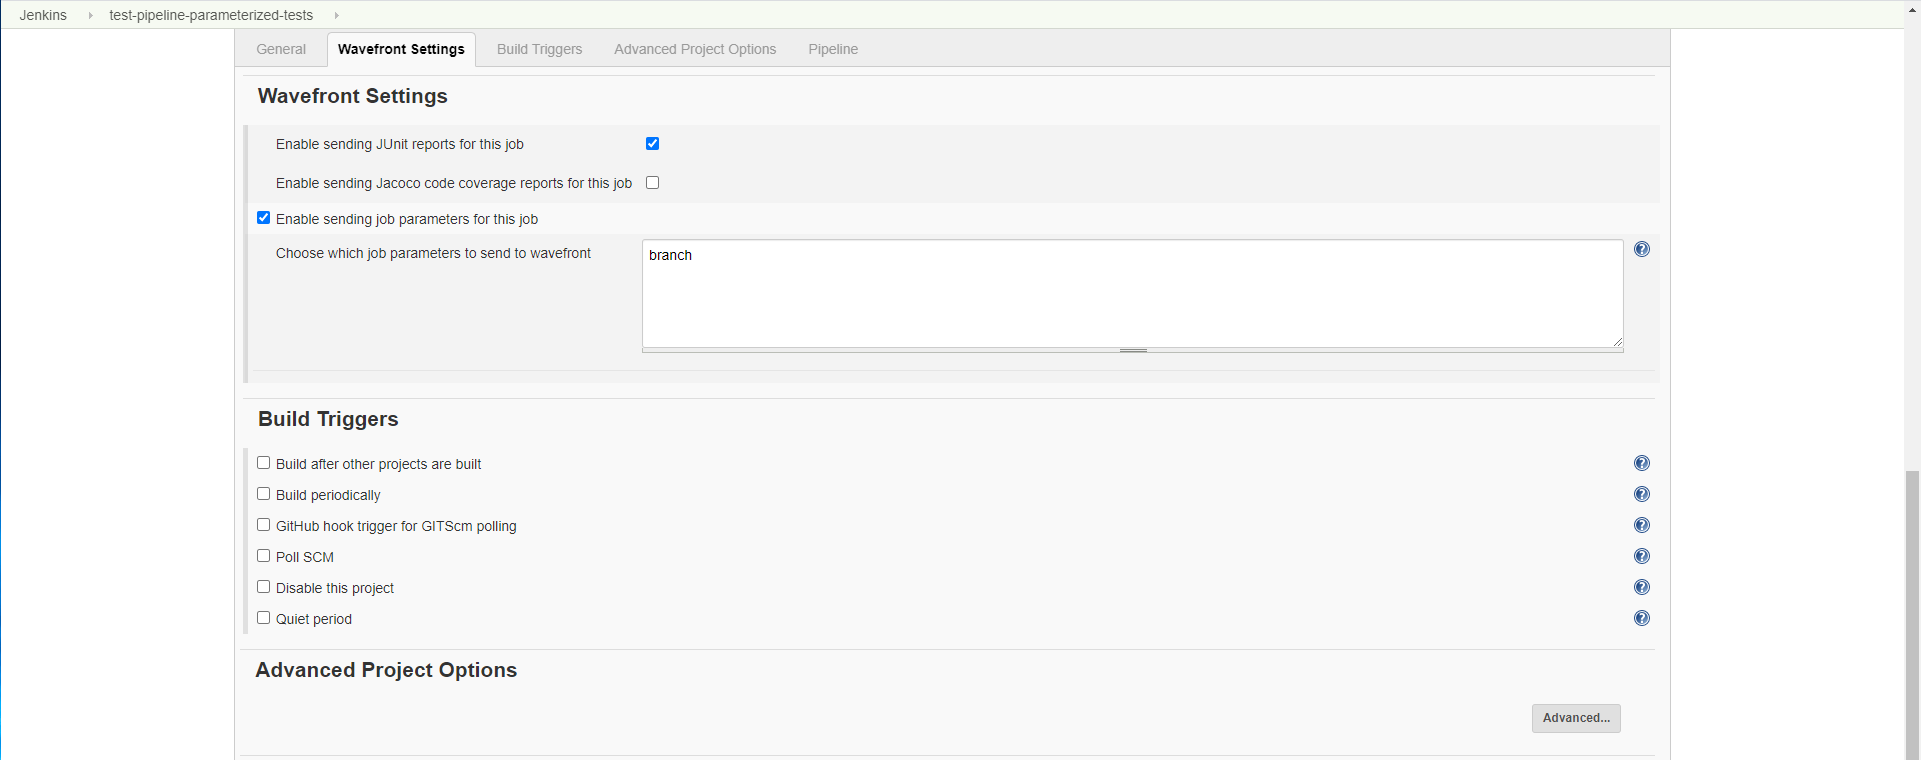 Jenkins test-pipeline-parameterized-tests
General Wavefront Settings Build Triggers Advanced Project Options Pipeline
Wavefront Settings
Enable sending JUnit reports for this job
Enable sending Jacoco code coverage reports for this job
Enable sending job parameters for this job
Choose which job parameters to send to wavefront
branch
Build Triggers
Build after other projects are built
Build periodically
GitHub hook trigger for GITScm polling
Poll SCM
Disable this project
Quiet period
Advanced Project Options
Advanced...